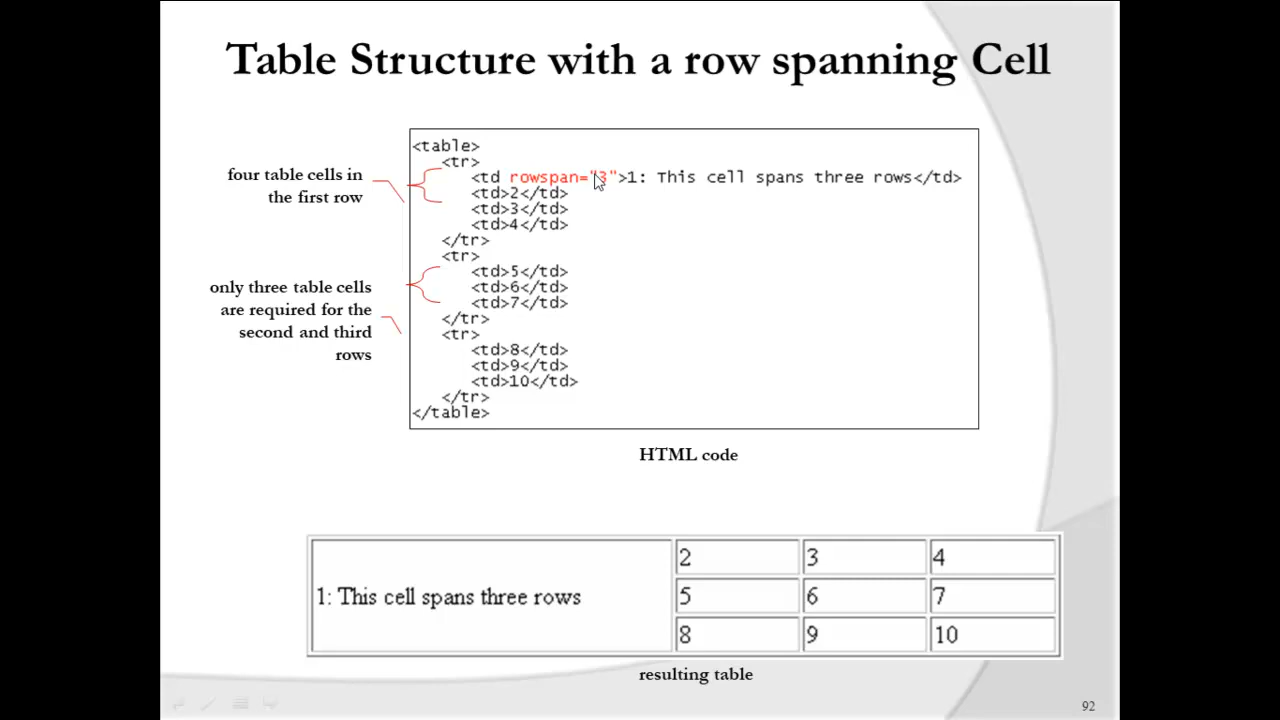 Table Structure with a row spanning Cell
four table cells in
the first row
only three table cells
are required for the
second and third
rows
<table>
<tr>
<td rowspan="3">1: This cell spans three rows</td>
<td>2</td>
<td>3</td>
<td>4</td>
</tr>
<tr>
<td>5</td>
<td>6</td>
<td>7</td>
</tr>
<tr>
<td>8</td>
<td>9</td>
<td>10</td>
</tr>
</table>
HTML code
1: This cell spans three rows
2 3 4
5 6 7
8 9 10
resulting table
92